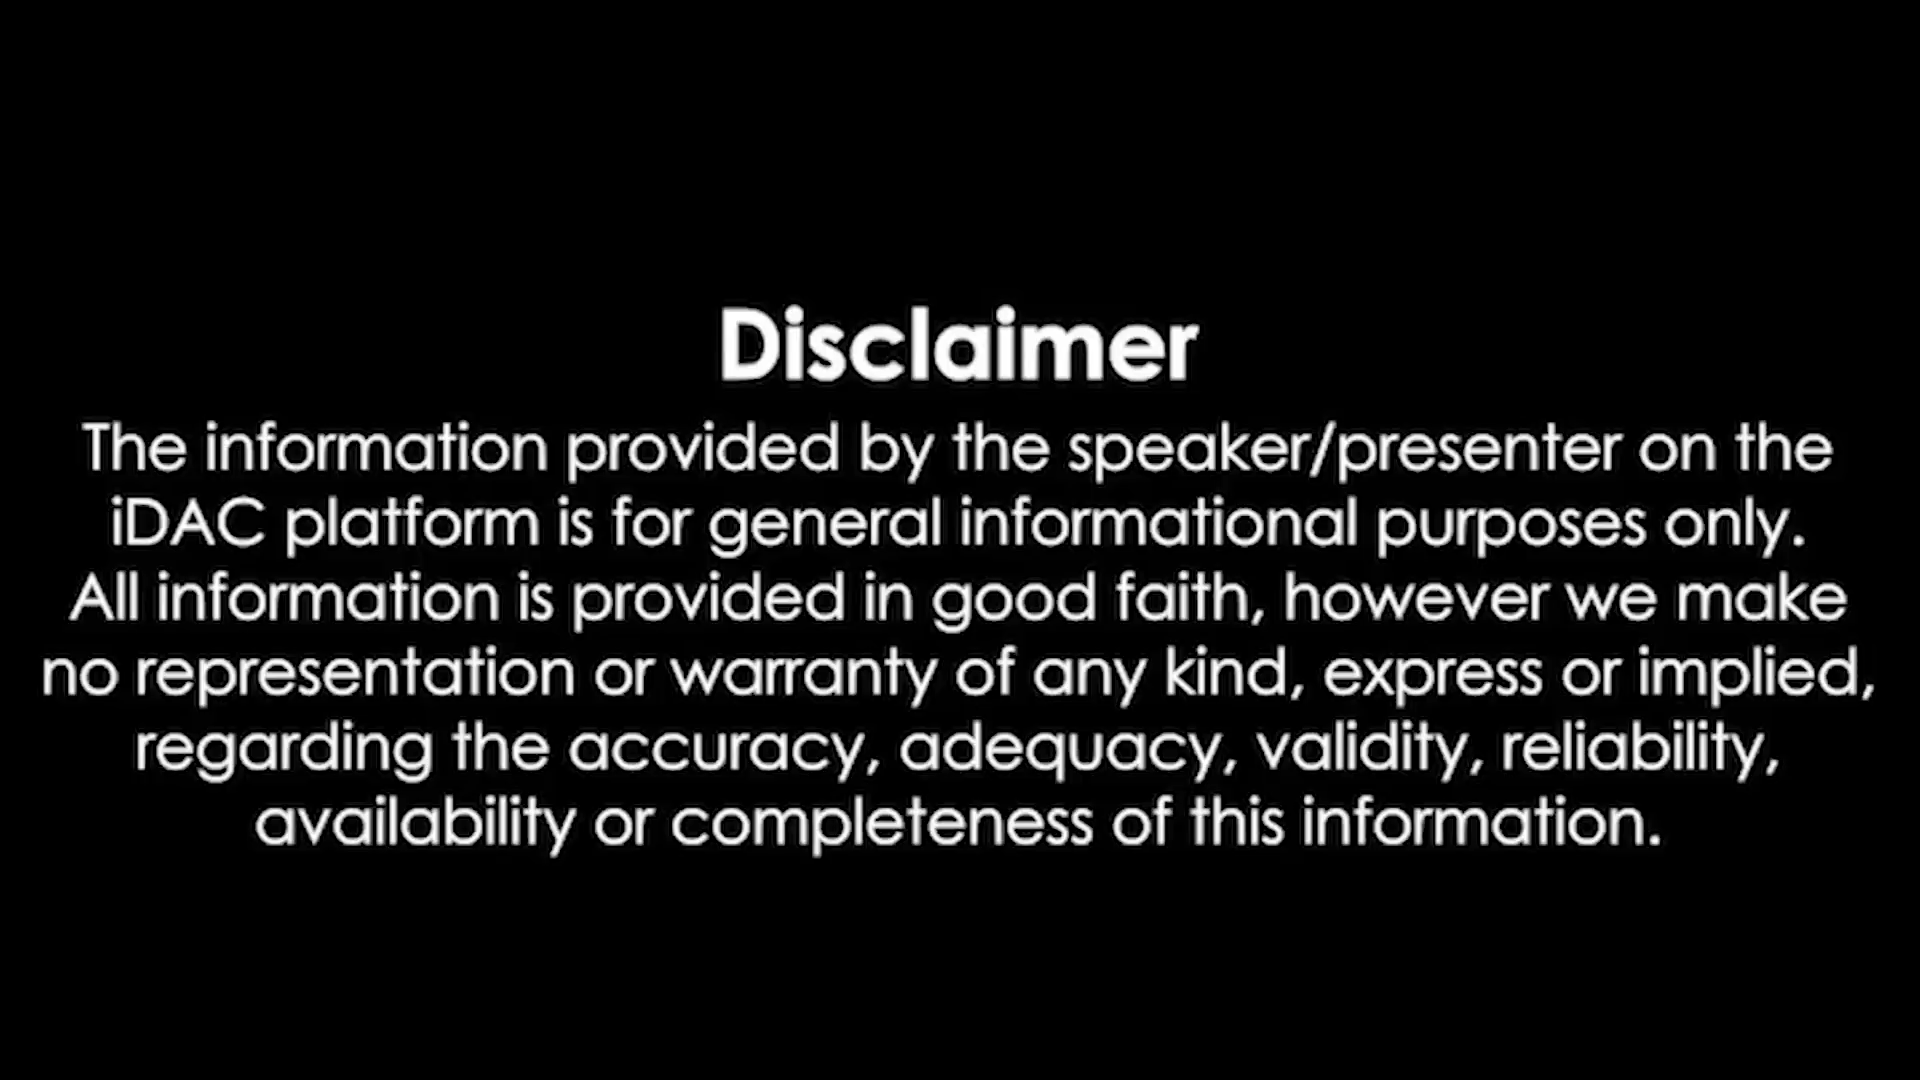 Disclaimer
The information provided by the speaker/presenter on the
iDAC platform is for general informational purposes only.
All information is provided in good faith, however we make
no representation or warranty of any kind, express or implied,
regarding the accuracy, adequacy, validity, reliability,
availability or completeness of this information.